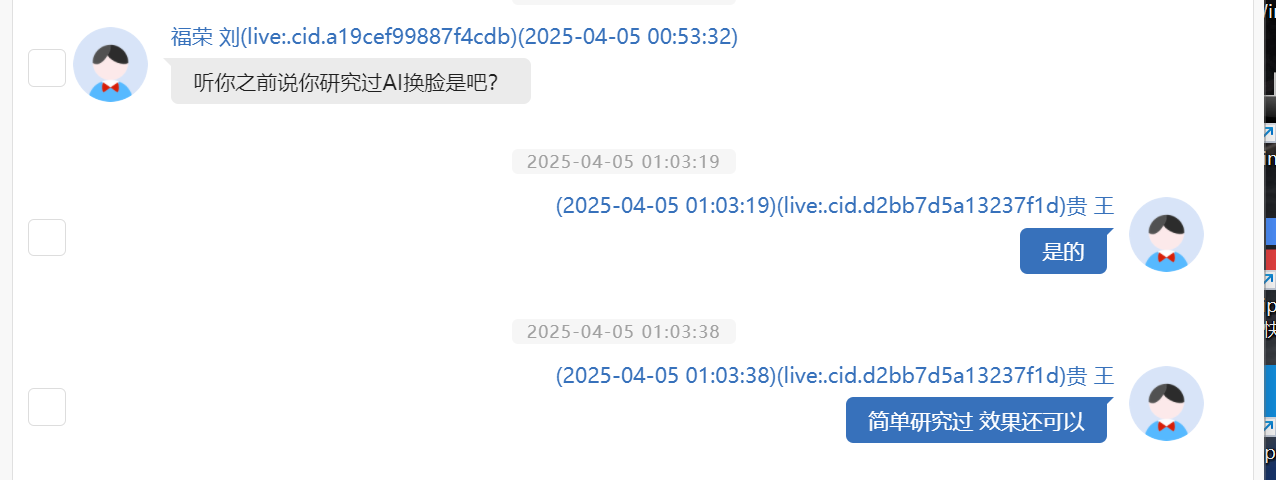 福荣 刘(live:.cid.a19cef99887f4cdb)(2025-04-05 00:53:32)
听你之前说你研究过AI换脸是吧?
2025-04-05 01:03:19
(2025-04-05 01:03:19)(live:.cid.d2bb7d5a13237f1d)贵 王
是的
2025-04-05 01:03:38
(2025-04-05 01:03:38)(live:.cid.d2bb7d5a13237f1d)贵 王
简单研究过 效果还可以